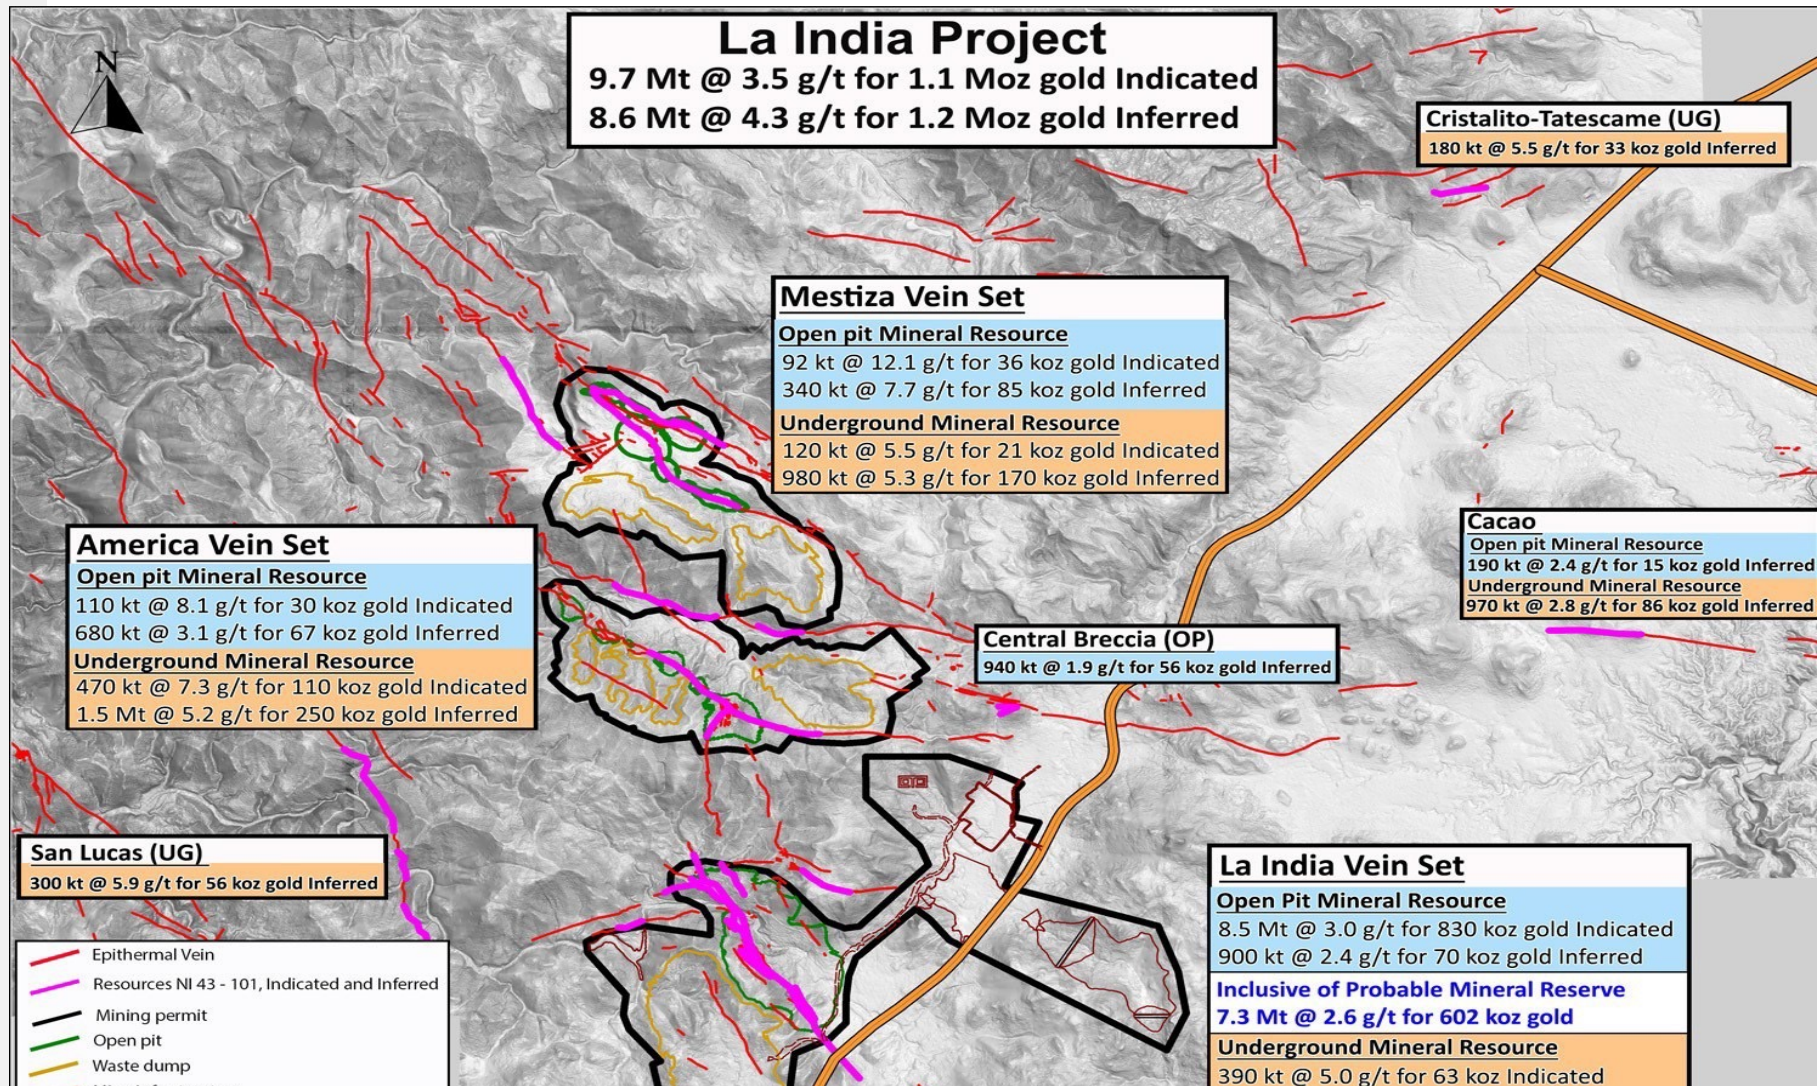 La India Project
9.7 Mt @ 3.5 g/t for 1.1 Moz gold Indicated
8.6 Mt @ 4.3 g/t for 1.2 Moz gold Inferred
N
Cristalito-Tatescame (UG)
180 kt @ 5.5 g/t for 33 koz gold Inferred
Mestiza Vein Set
Open pit Mineral Resource
92 kt @ 12.1 g/t for 36 koz gold Indicated
340 kt @ 7.7 g/t for 85 koz gold Inferred
Underground Mineral Resource
120 kt @ 5.5 g/t for 21 koz gold Indicated
980 kt @ 5.3 g/t for 170 koz gold Inferred
America Vein Set
Open pit Mineral Resource
110 kt @ 8.1 g/t for 30 koz gold Indicated
680 kt @ 3.1 g/t for 67 koz gold Inferred
Underground Mineral Resource
470 kt @ 7.3 g/t for 110 koz gold Indicated
1.5 Mt @ 5.2 g/t for 250 koz gold Inferred
Cacao
Open pit Mineral Resource
190 kt @ 2.4 g/t for 15 koz gold Inferred
Underground Mineral Resource
970 kt @ 2.8 g/t for 86 koz gold Inferred
Central Breccia (OP)
940 kt @ 1.9 g/t for 56 koz gold Inferred
San Lucas (UG)
300 kt @ 5.9 g/t for 56 koz gold Inferred
La India Vein Set
Open Pit Mineral Resource
8.5 Mt @ 3.0 g/t for 830 koz gold Indicated
900 kt @ 2.4 g/t for 70 koz gold Inferred
Inclusive of Probable Mineral Reserve
7.3 Mt @ 2.6 g/t for 602 koz gold
Underground Mineral Resource
390 kt @ 5.0 g/t for 63 koz Indicated
Epithermal Vein
Resources NI 43 - 101, Indicated and Inferred
Mining permit
Open pit
Waste dump